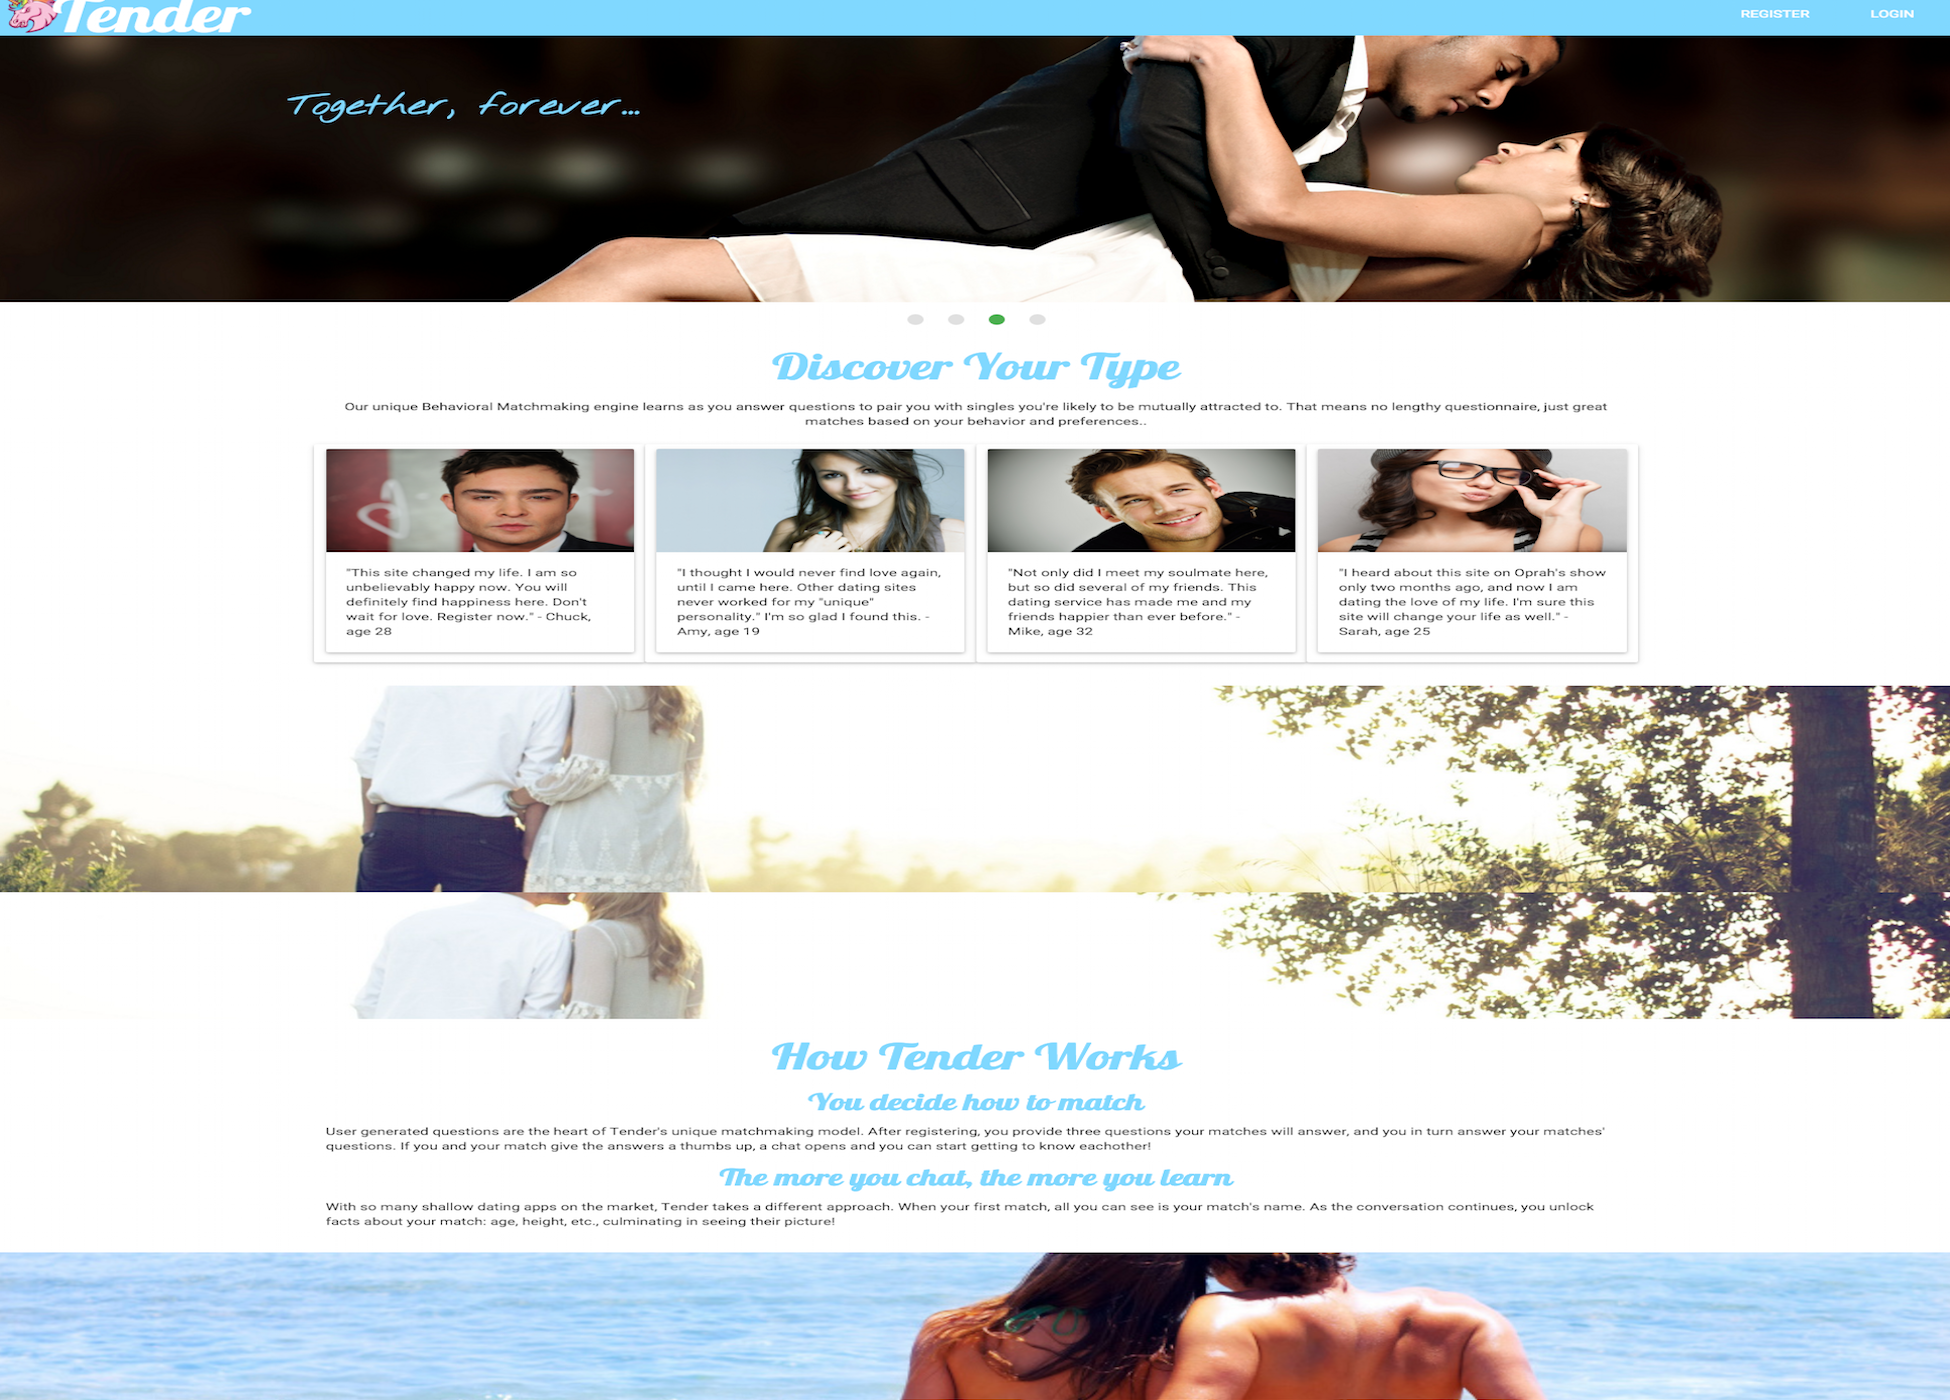 Tender
REGISTER
LOGIN
Together, forever...
Discover Your Type
Our unique Behavioral Matchmaking engine learns as you answer questions to pair you with singles you're likely to be mutually attracted to. That means no lengthy questionnaire, just great
matches based on your behavior and preferences..
"This site changed my life. I am so
unbelievably happy now. You will
definitely find happiness here. Don't
wait for love. Register now." - Chuck,
age 28
"I thought I would never find love again,
until I came here. Other dating sites
never worked for my "unique"
personality." I'm so glad I found this. -
Amy, age 19
"Not only did I meet my soulmate here,
but so did several of my friends. This
dating service has made me and my
friends happier than ever before." -
Mike, age 32
"I heard about this site on Oprah's show
only two months ago, and now I am
dating the love of my life. I'm sure this
site will change your life as well." -
Sarah, age 25
How Tender Works
You decide how to match
User generated questions are the heart of Tender's unique matchmaking model. After registering, you provide three questions your matches will answer, and you in turn answer your matches'
questions. If you and your match give the answers a thumbs up, a chat opens and you can start getting to know eachother!
The more you chat, the more you learn
With so many shallow dating apps on the market, Tender takes a different approach. When your first match, all you can see is your match's name. As the conversation continues, you unlock
facts about your match: age, height, etc., culminating in seeing their picture!